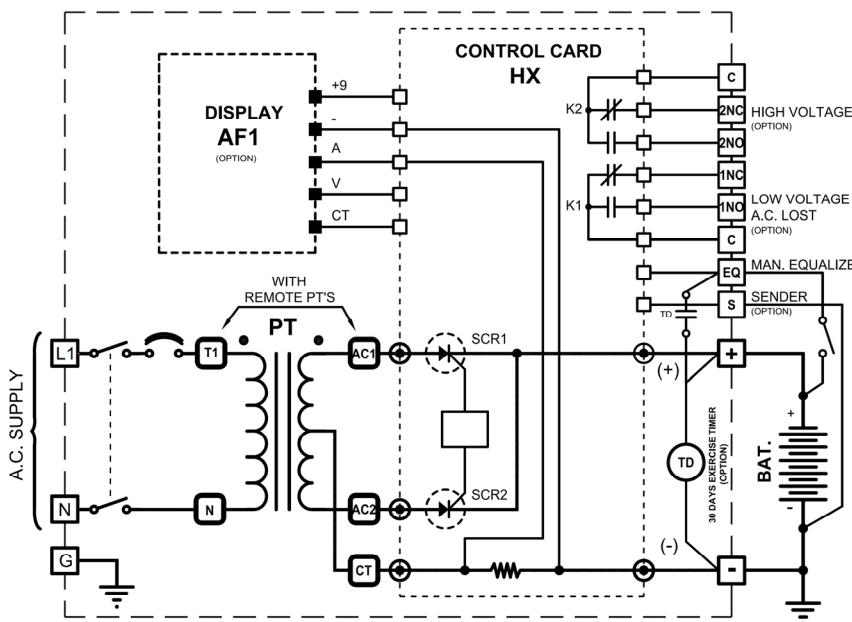 CONTROL CARD
HX
DISPLAY
AF1
(OPTION)
+9
-
A
V
CT
K2
K1
C
2NC
2NO
HIGH VOLTAGE
(OPTION)
1NC
1NO
C
LOW VOLTAGE
A.C. LOST
(OPTION)
EQ
MAN. EQUALIZE
S
SENDER
(OPTION)
TD
WITH
REMOTE PT'S
PT
A.C. SUPPLY
L1
T1
AC1
SCR1
(+)
+
N
N
AC2
SCR2
TD
30 DAYS EXERCISE TIMER
(OPTION)
BAT.
+
-
G
CT
(-)
-